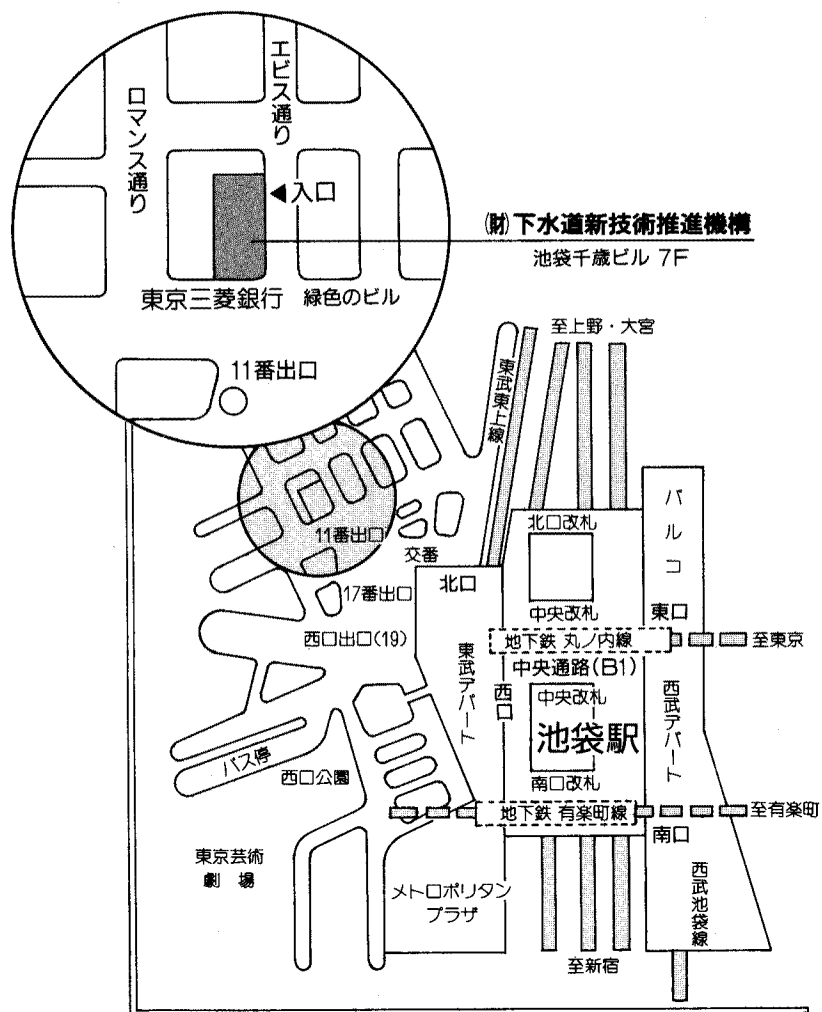 エビス通り
ロマンス通り
◀入口
(財)下水道新技術推進機構
池袋千歳ビル 7F
東京三菱銀行
緑色のビル
11番出口
至上野・大宮
東武東上線
パルコ
北口改札
11番出口
交番
北口
17番出口
中央改札
東口
西口出口(19)
地下鉄 丸ノ内線
至東京
東武デパート
西口
中央通路(B1)
中央改札
西武デパート
池袋駅
バス停
西口公園
南口改札
地下鉄 有楽町線
至有楽町
南口
東京芸術
劇場
メトロポリタン
プラザ
西武池袋線
至新宿